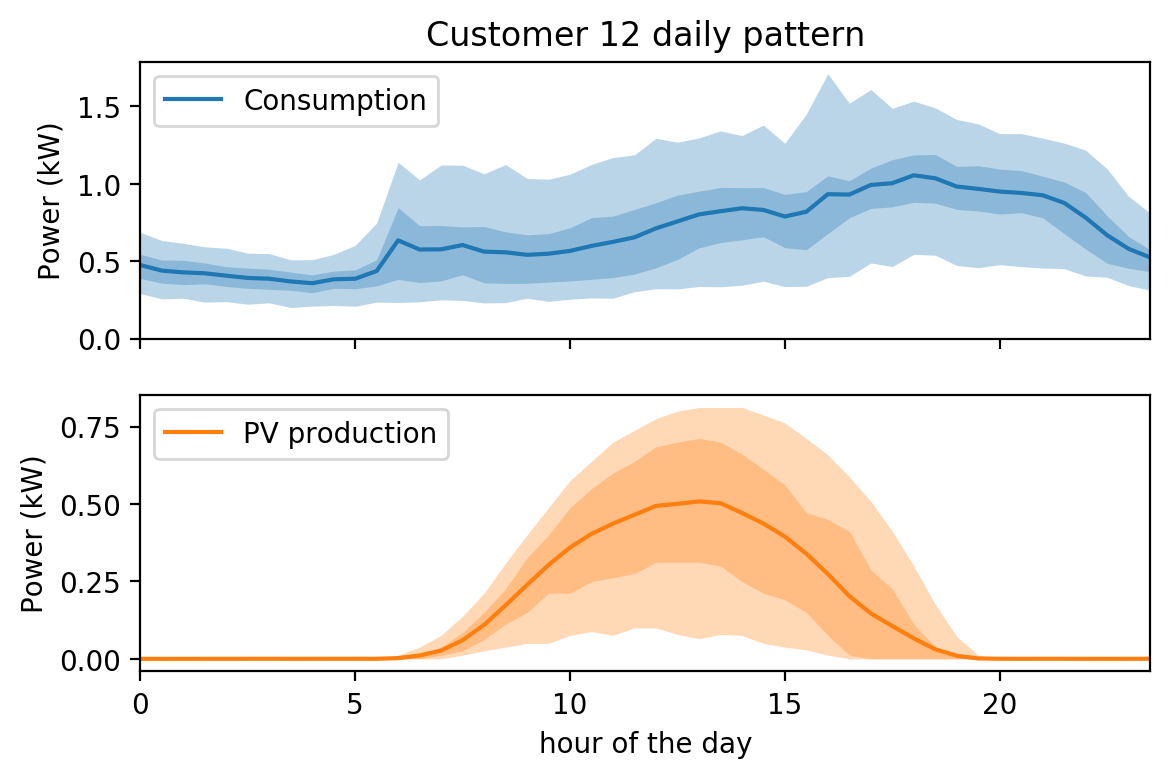 Customer 12 daily pattern
Consumption
Power (kW)
1.5
1.0
0.5
0.0
PV production
Power (kW)
0.75
0.50
0.25
0.00
0 5 10 15 20
hour of the day